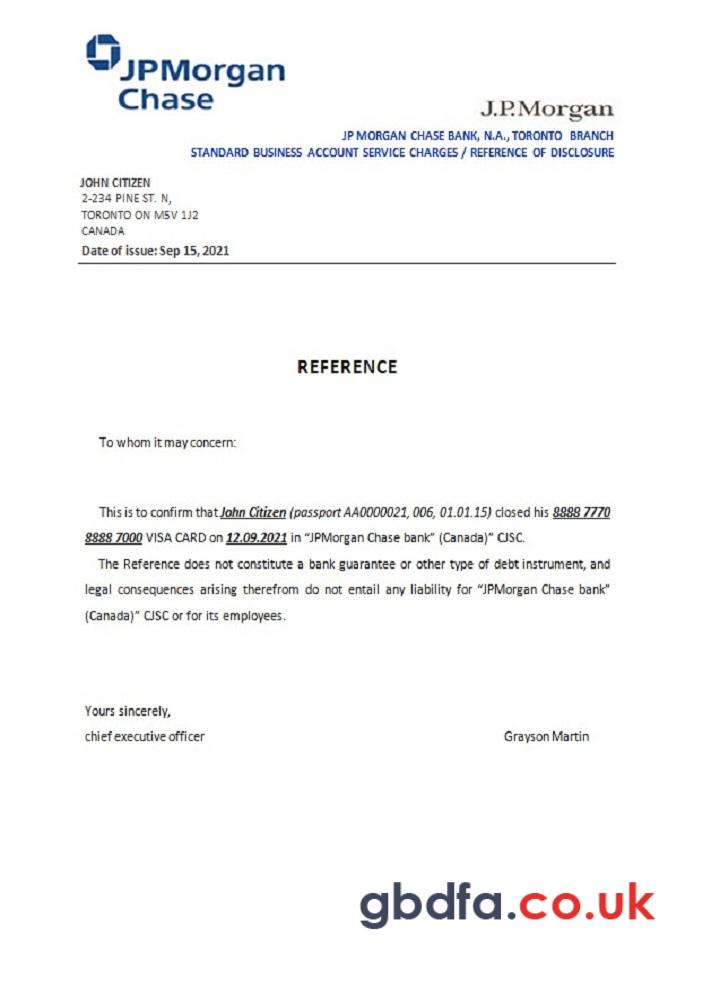 JPMorgan
Chase
J.P.Morgan
JP MORGAN CHASE BANK, N.A., TORONTO BRANCH
STANDARD BUSINESS ACCOUNT SERVICE CHARGES / REFERENCE OF DISCLOSURE
JOHN CITIZEN
2-234 PINE ST. N,
TORONTO ON M5V 1J2
CANADA
Date of issue: Sep 15, 2021
REFERENCE
To whom it may concern:
This is to confirm that John Citizen (passport AA0000021, 006, 01.01.15) closed his 8888 7770
8888 7000 VISA CARD on 12.09.2021 in "JPMorgan Chase bank" (Canada)" CJSC.
The Reference does not constitute a bank guarantee or other type of debt instrument, and
legal consequences arising therefrom do not entail any liability for "JPMorgan Chase bank"
(Canada)" CJSC or for its employees.
Yours sincerely,
chief executive officer
Grayson Martin
gbdfa.co.uk